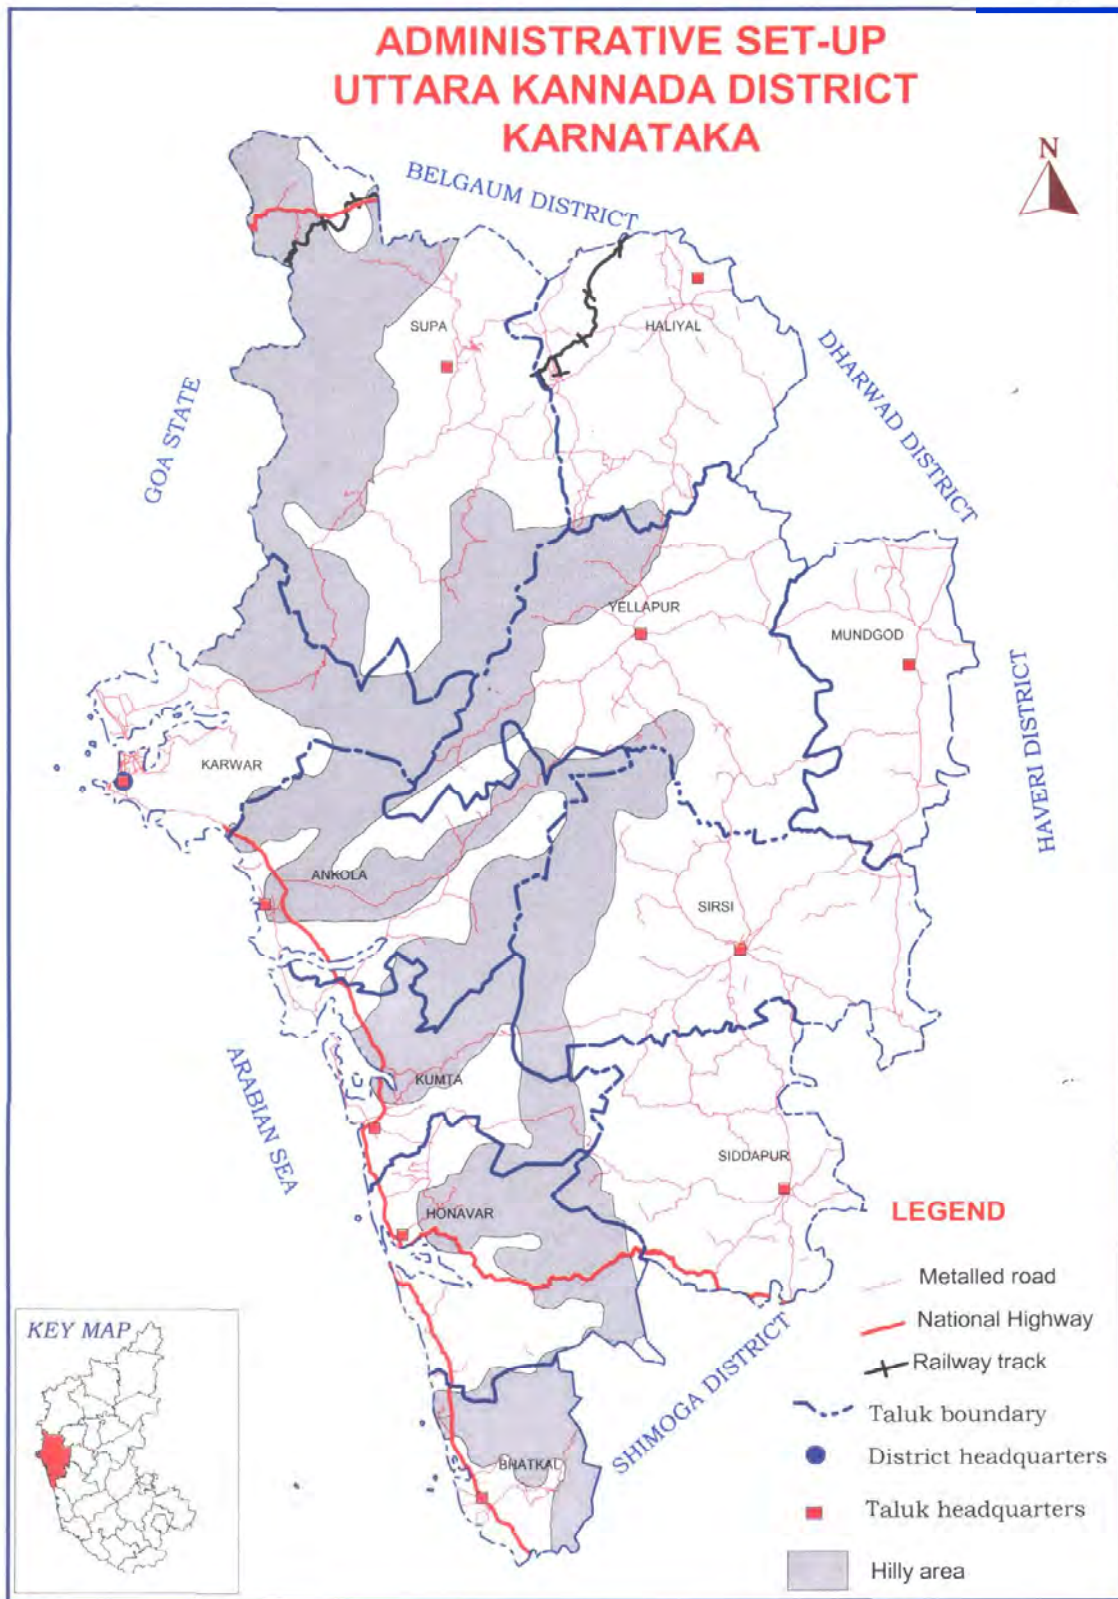 ADMINISTRATIVE SET-UP
UTTARA KANNADA DISTRICT
KARNATAKA
N
BELGAUM DISTRICT
SUPA
HALIYAL
DHARWAD DISTRICT
GOA STATE
YELLAPUR
MUNDGOD
HAVERI DISTRICT
KARWAR
ANKOLA
SIRSI
ARABIAN SEA
KUMTA
SIDDAPUR
HONAVAR
SHIMOGA DISTRICT
BHATKAL
LEGEND
Metalled road
National Highway
Railway track
Taluk boundary
District headquarters
Taluk headquarters
Hilly area
KEY MAP